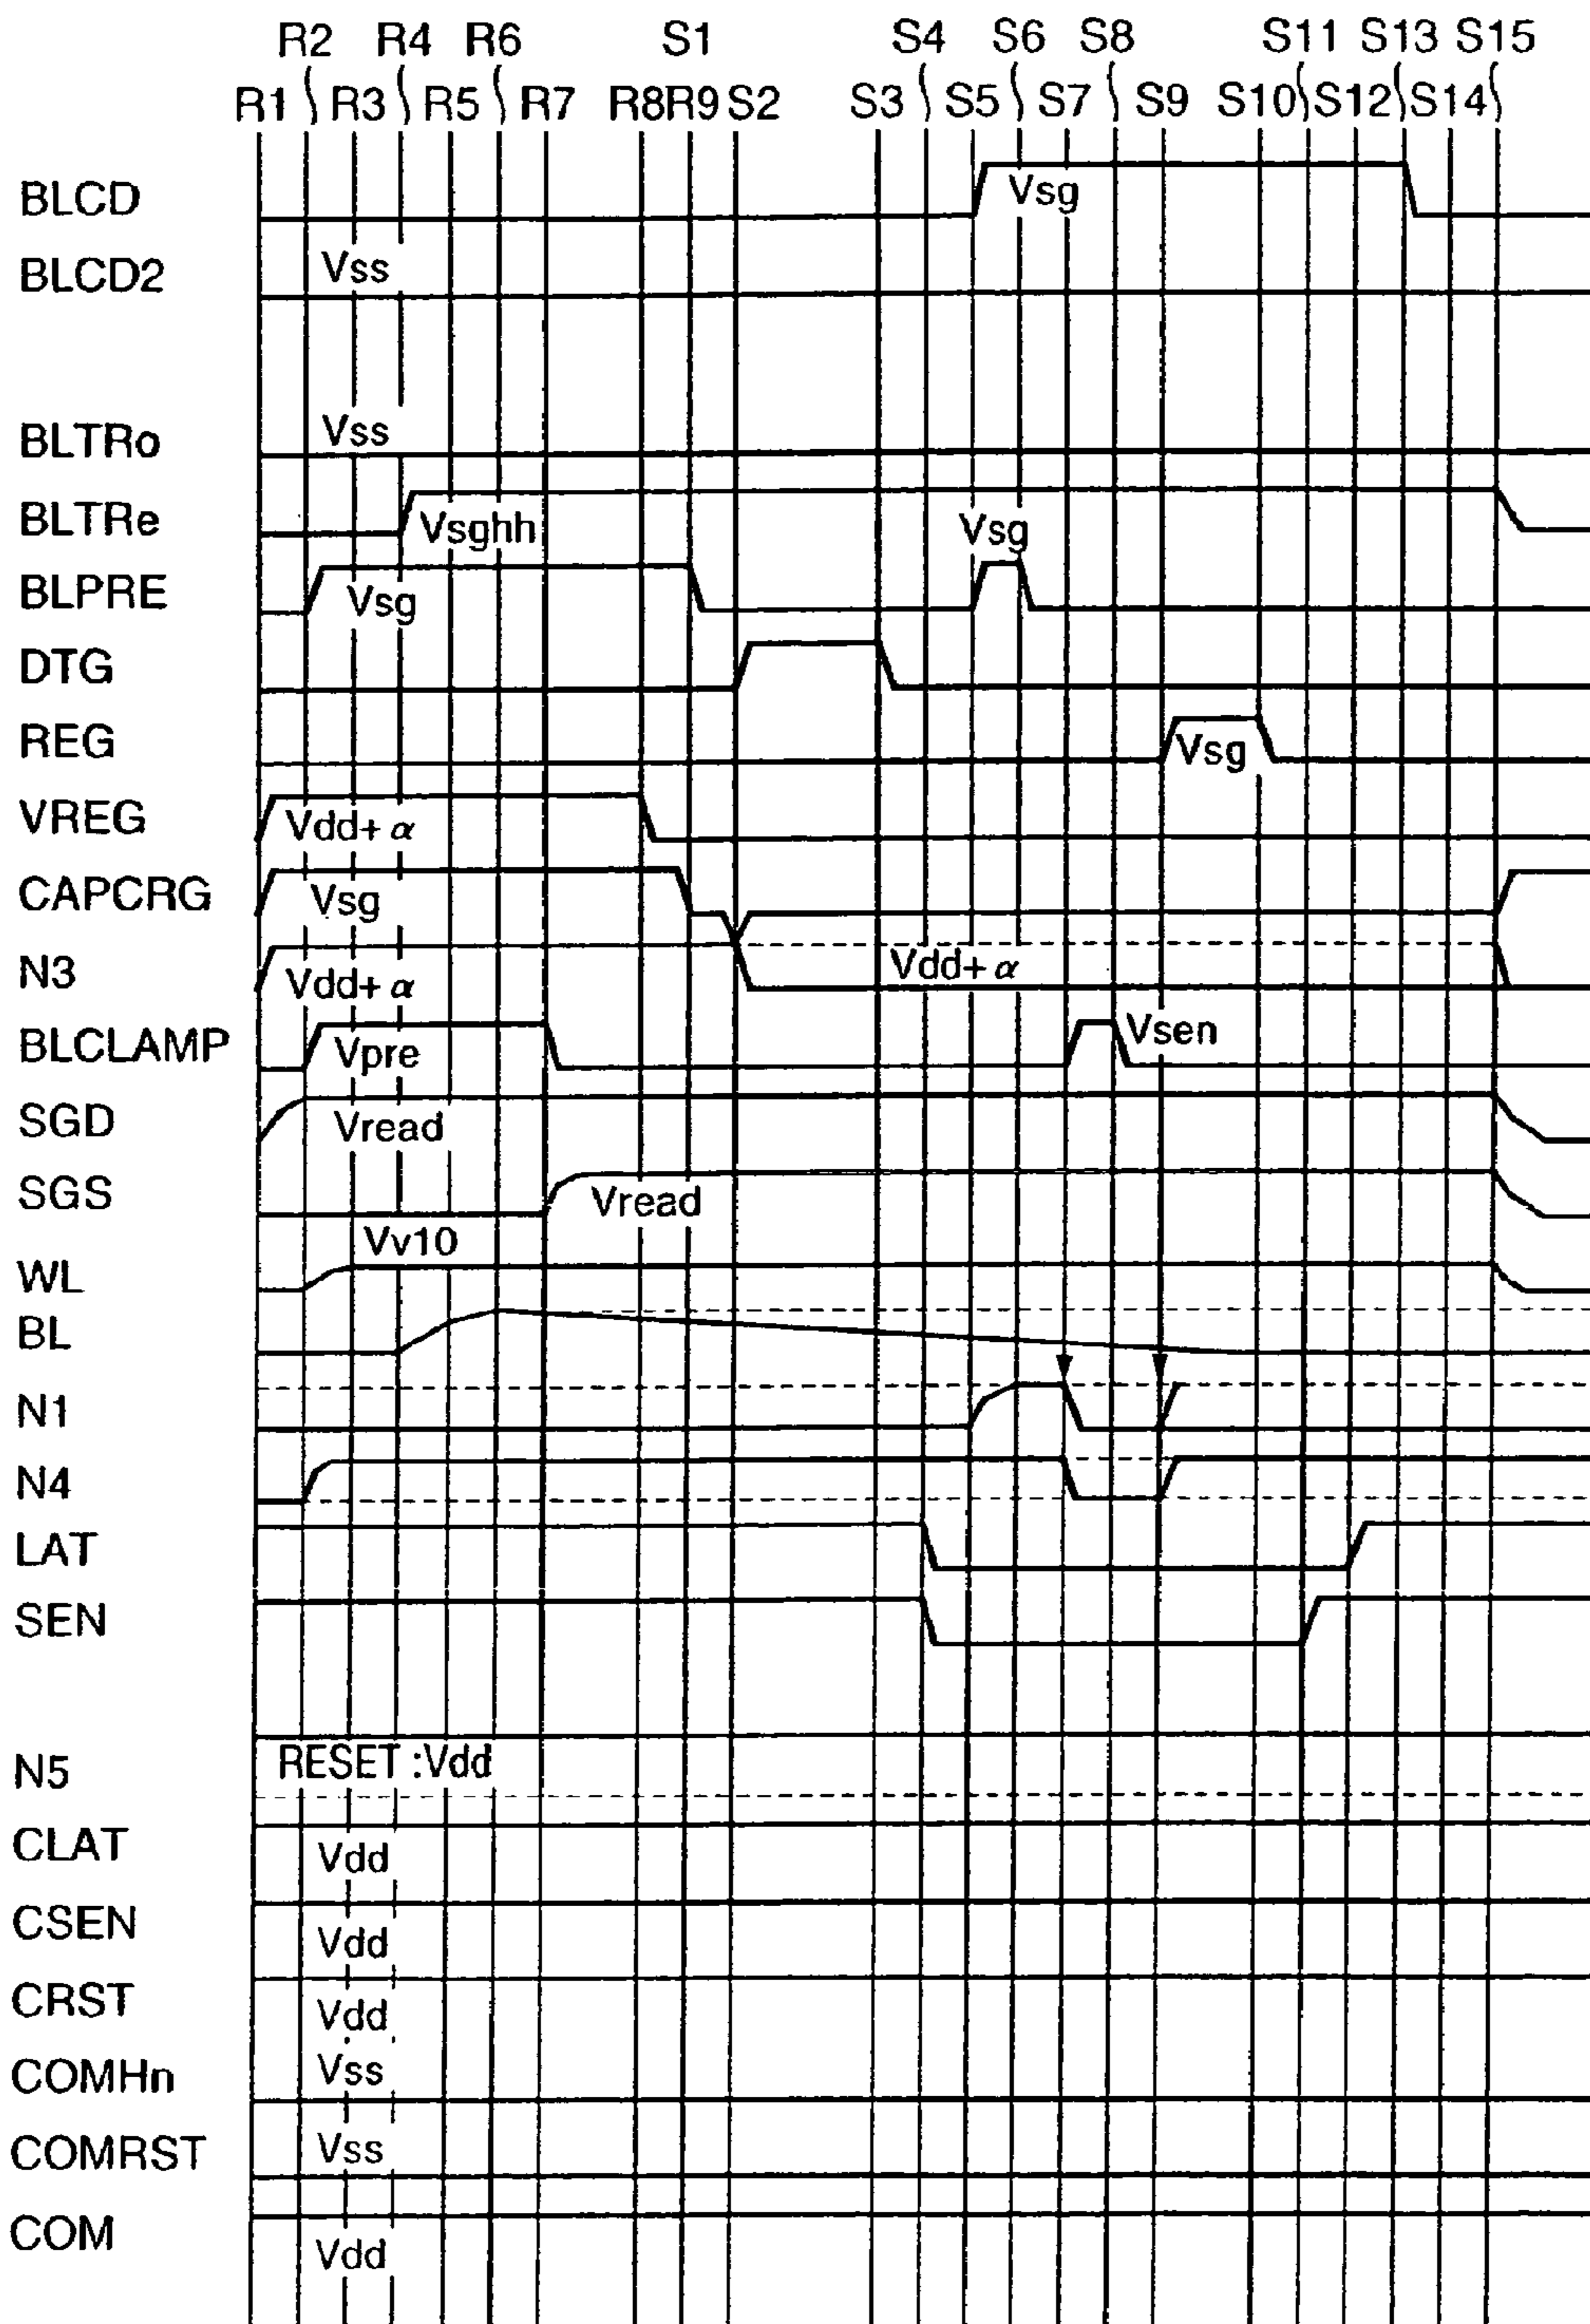 R2 R4 R6 S1 S4 S6 S8 S11 S13 S15
R1 R3 R5 R7 R8R9 S2 S3 S5 S7 S9 S10 S12 S14
BLCD Vsg
BLCD2 Vss
BLTRo Vss
BLTRe Vsghh Vsg
BLPRE Vsg
DTG
REG Vsg
VREG Vdd+α
CAPCRG Vsg
N3 Vdd+α Vdd+α
BLCLAMP Vpre Vsen
SGD Vread
SGS Vread
Vv10
WL
BL
N1
N4
LAT
SEN
N5 RESET :Vdd
CLAT Vdd
CSEN Vdd
CRST Vdd
COMHn Vss
COMRST Vss
COM Vdd